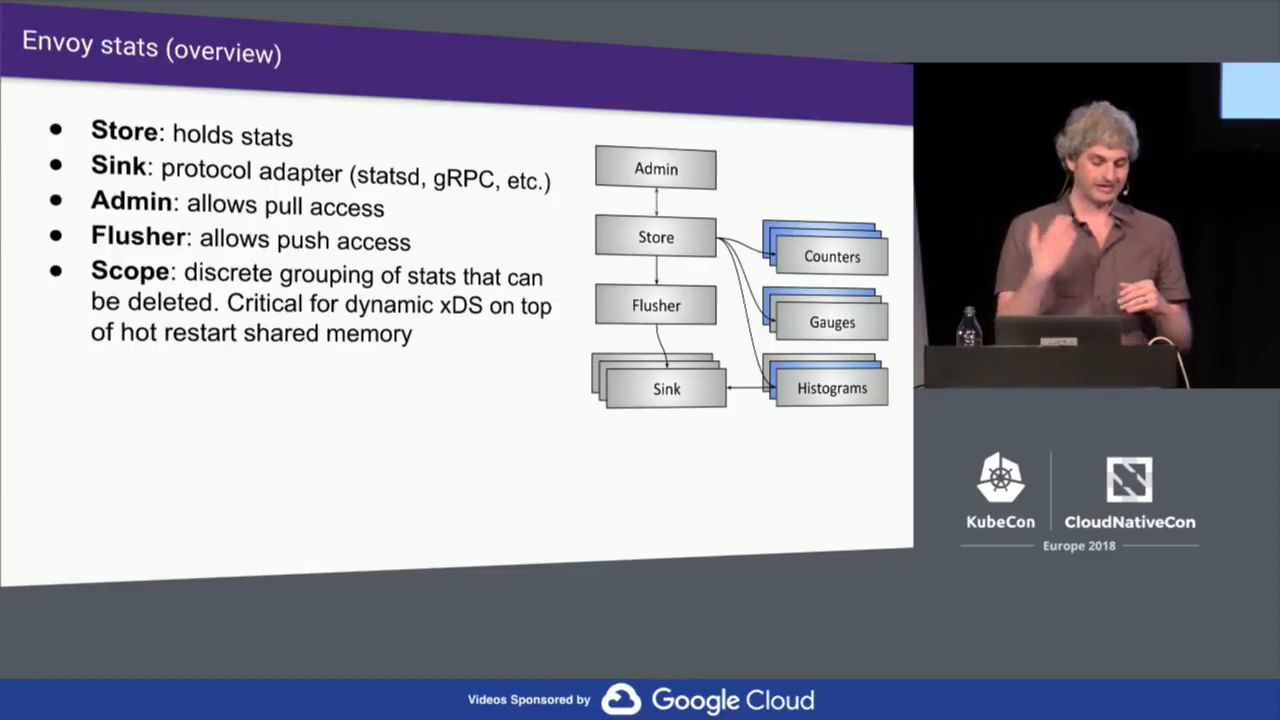 Envoy stats (overview)
● Store: holds stats
● Sink: protocol adapter (statsd, gRPC, etc.)
● Admin: allows pull access
● Flusher: allows push access
● Scope: discrete grouping of stats that can
be deleted. Critical for dynamic xDS on top
of hot restart shared memory
Admin
Store
Flusher
Sink
Counters
Gauges
Histograms
KubeCon
CloudNativeCon
Europe 2018
Videos Sponsored by
Google Cloud